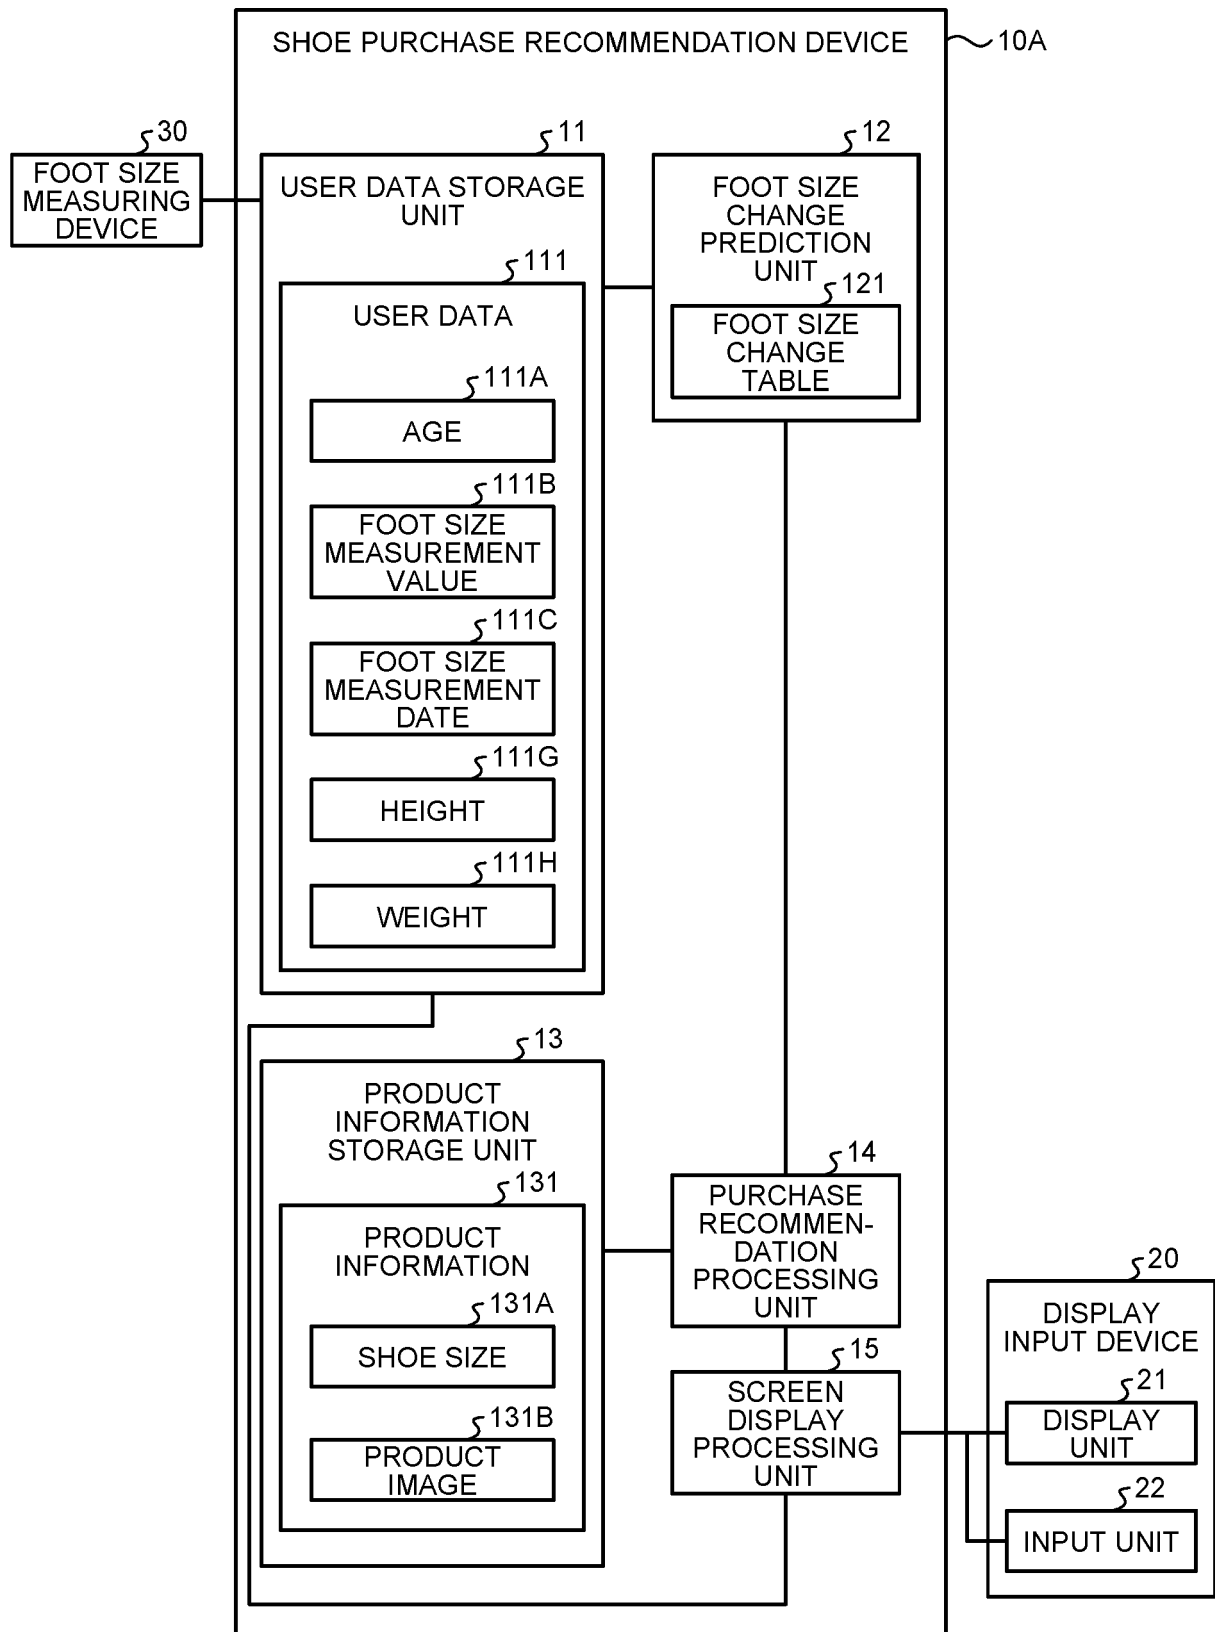 SHOE PURCHASE RECOMMENDATION DEVICE
10A
30
FOOT SIZE
MEASURING
DEVICE
11
USER DATA STORAGE
UNIT
111
USER DATA
111A
AGE
111B
FOOT SIZE
MEASUREMENT
VALUE
111C
FOOT SIZE
MEASUREMENT
DATE
111G
HEIGHT
111H
WEIGHT
12
FOOT SIZE
CHANGE
PREDICTION
UNIT
121
FOOT SIZE
CHANGE
TABLE
13
PRODUCT
INFORMATION
STORAGE UNIT
131
PRODUCT
INFORMATION
131A
SHOE SIZE
131B
PRODUCT
IMAGE
14
PURCHASE
RECOMMEN-
DATION
PROCESSING
UNIT
15
SCREEN
DISPLAY
PROCESSING
UNIT
20
DISPLAY
INPUT DEVICE
21
DISPLAY
UNIT
22
INPUT UNIT